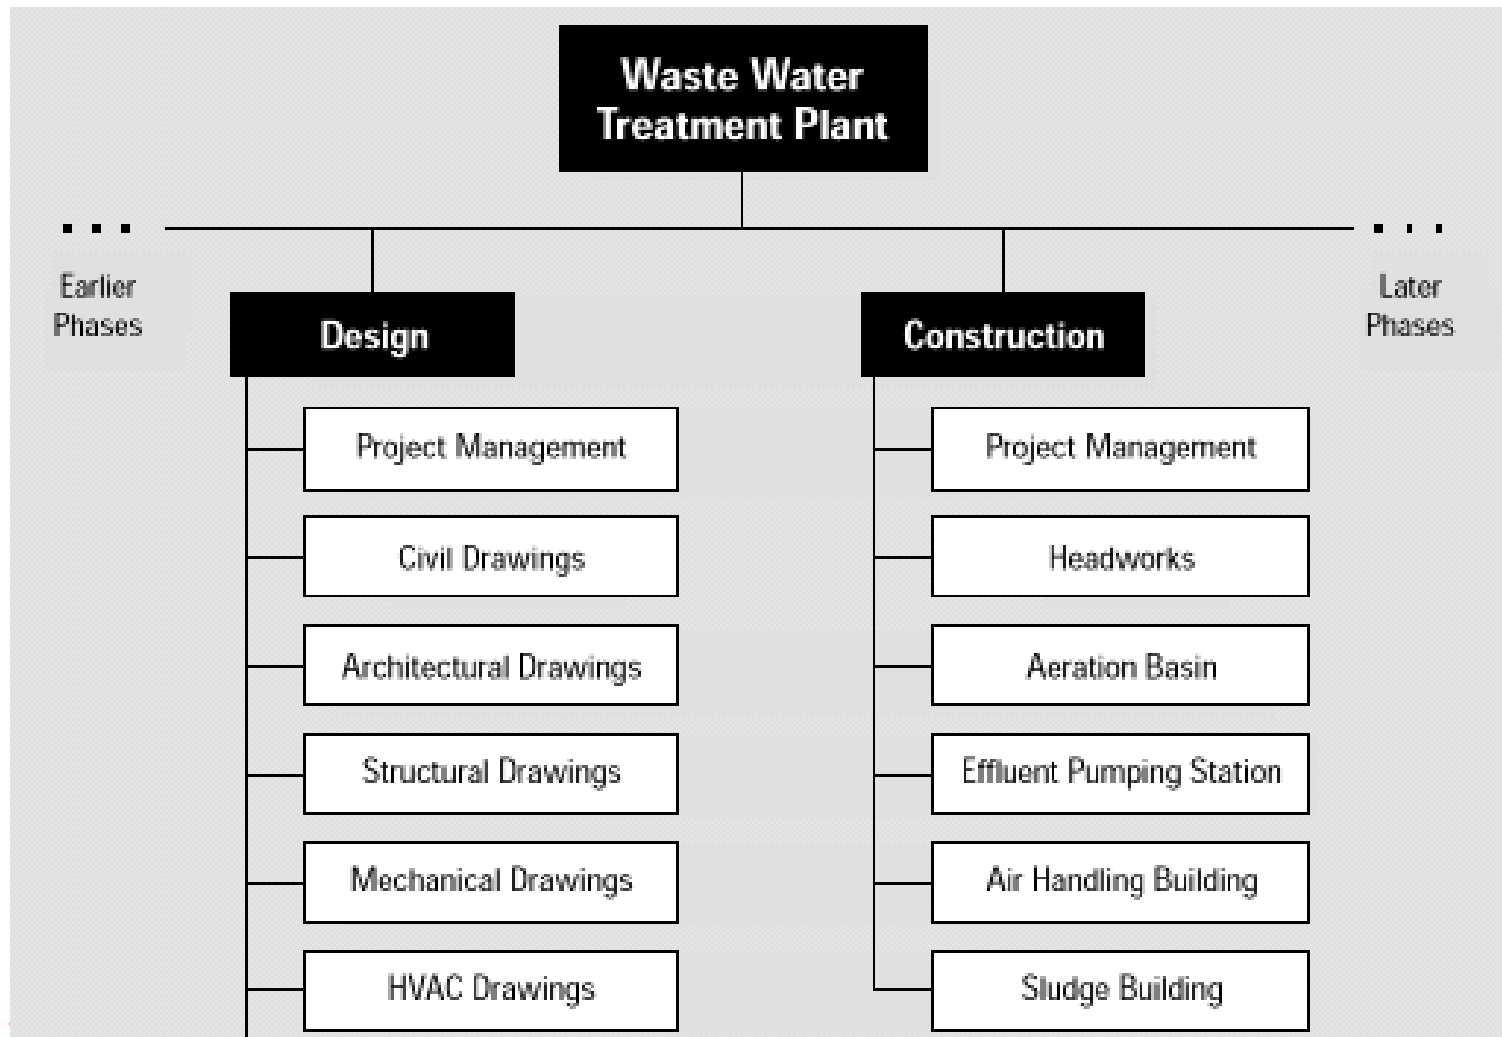 Waste Water
Treatment Plant
Earlier
Phases
Later
Phases
Design
Construction
Project Management
Civil Drawings
Architectural Drawings
Structural Drawings
Mechanical Drawings
HVAC Drawings
Project Management
Headworks
Aeration Basin
Effluent Pumping Station
Air Handling Building
Sludge Building